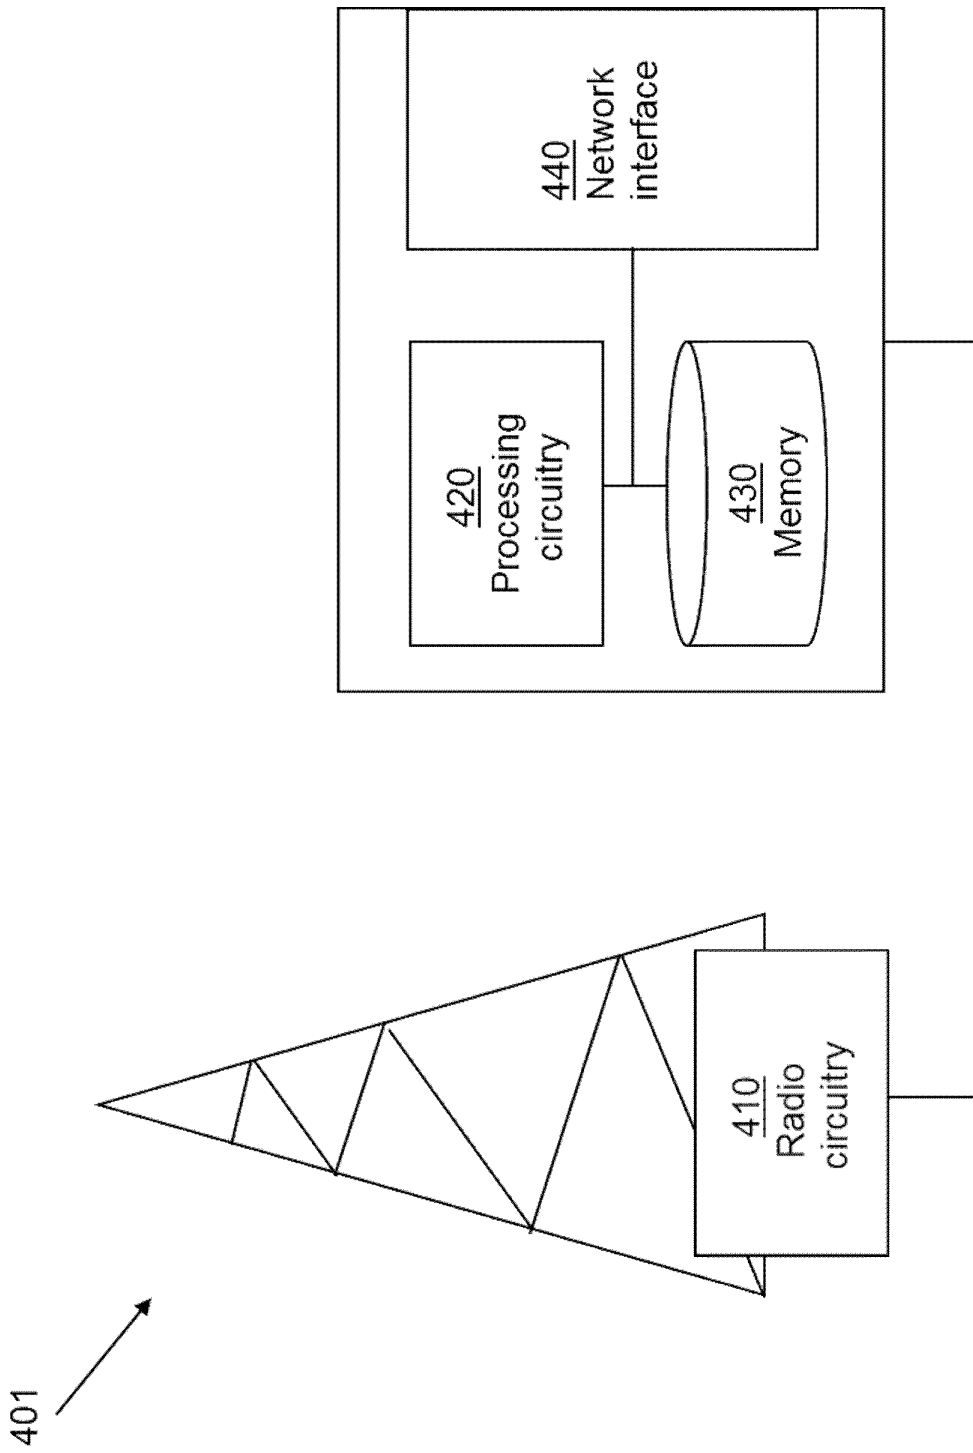 401
410
Radio
circuitry
420
Processing
circuitry
430
Memory
440
Network
interface